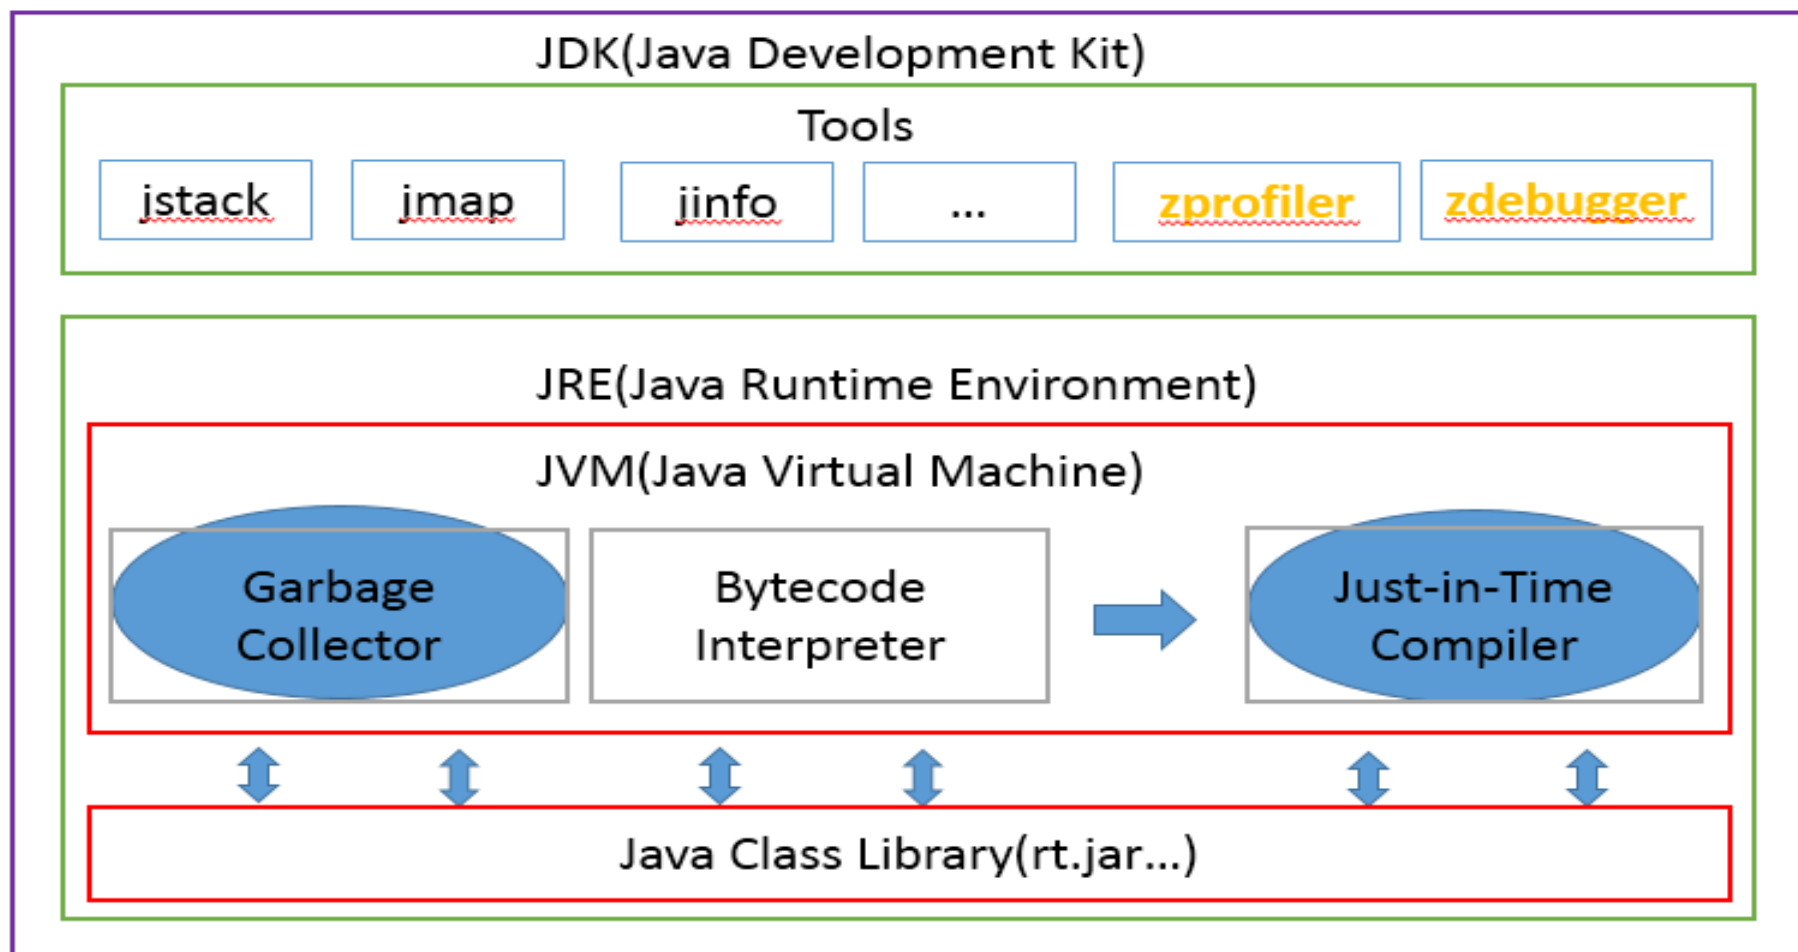 JDK(Java Development Kit)
Tools
jstack
jmap
jinfo
...
zprofiler
zdebugger
JRE(Java Runtime Environment)
JVM(Java Virtual Machine)
Garbage
Collector
Bytecode
Interpreter
Just-in-Time
Compiler
Java Class Library(rt.jar...)